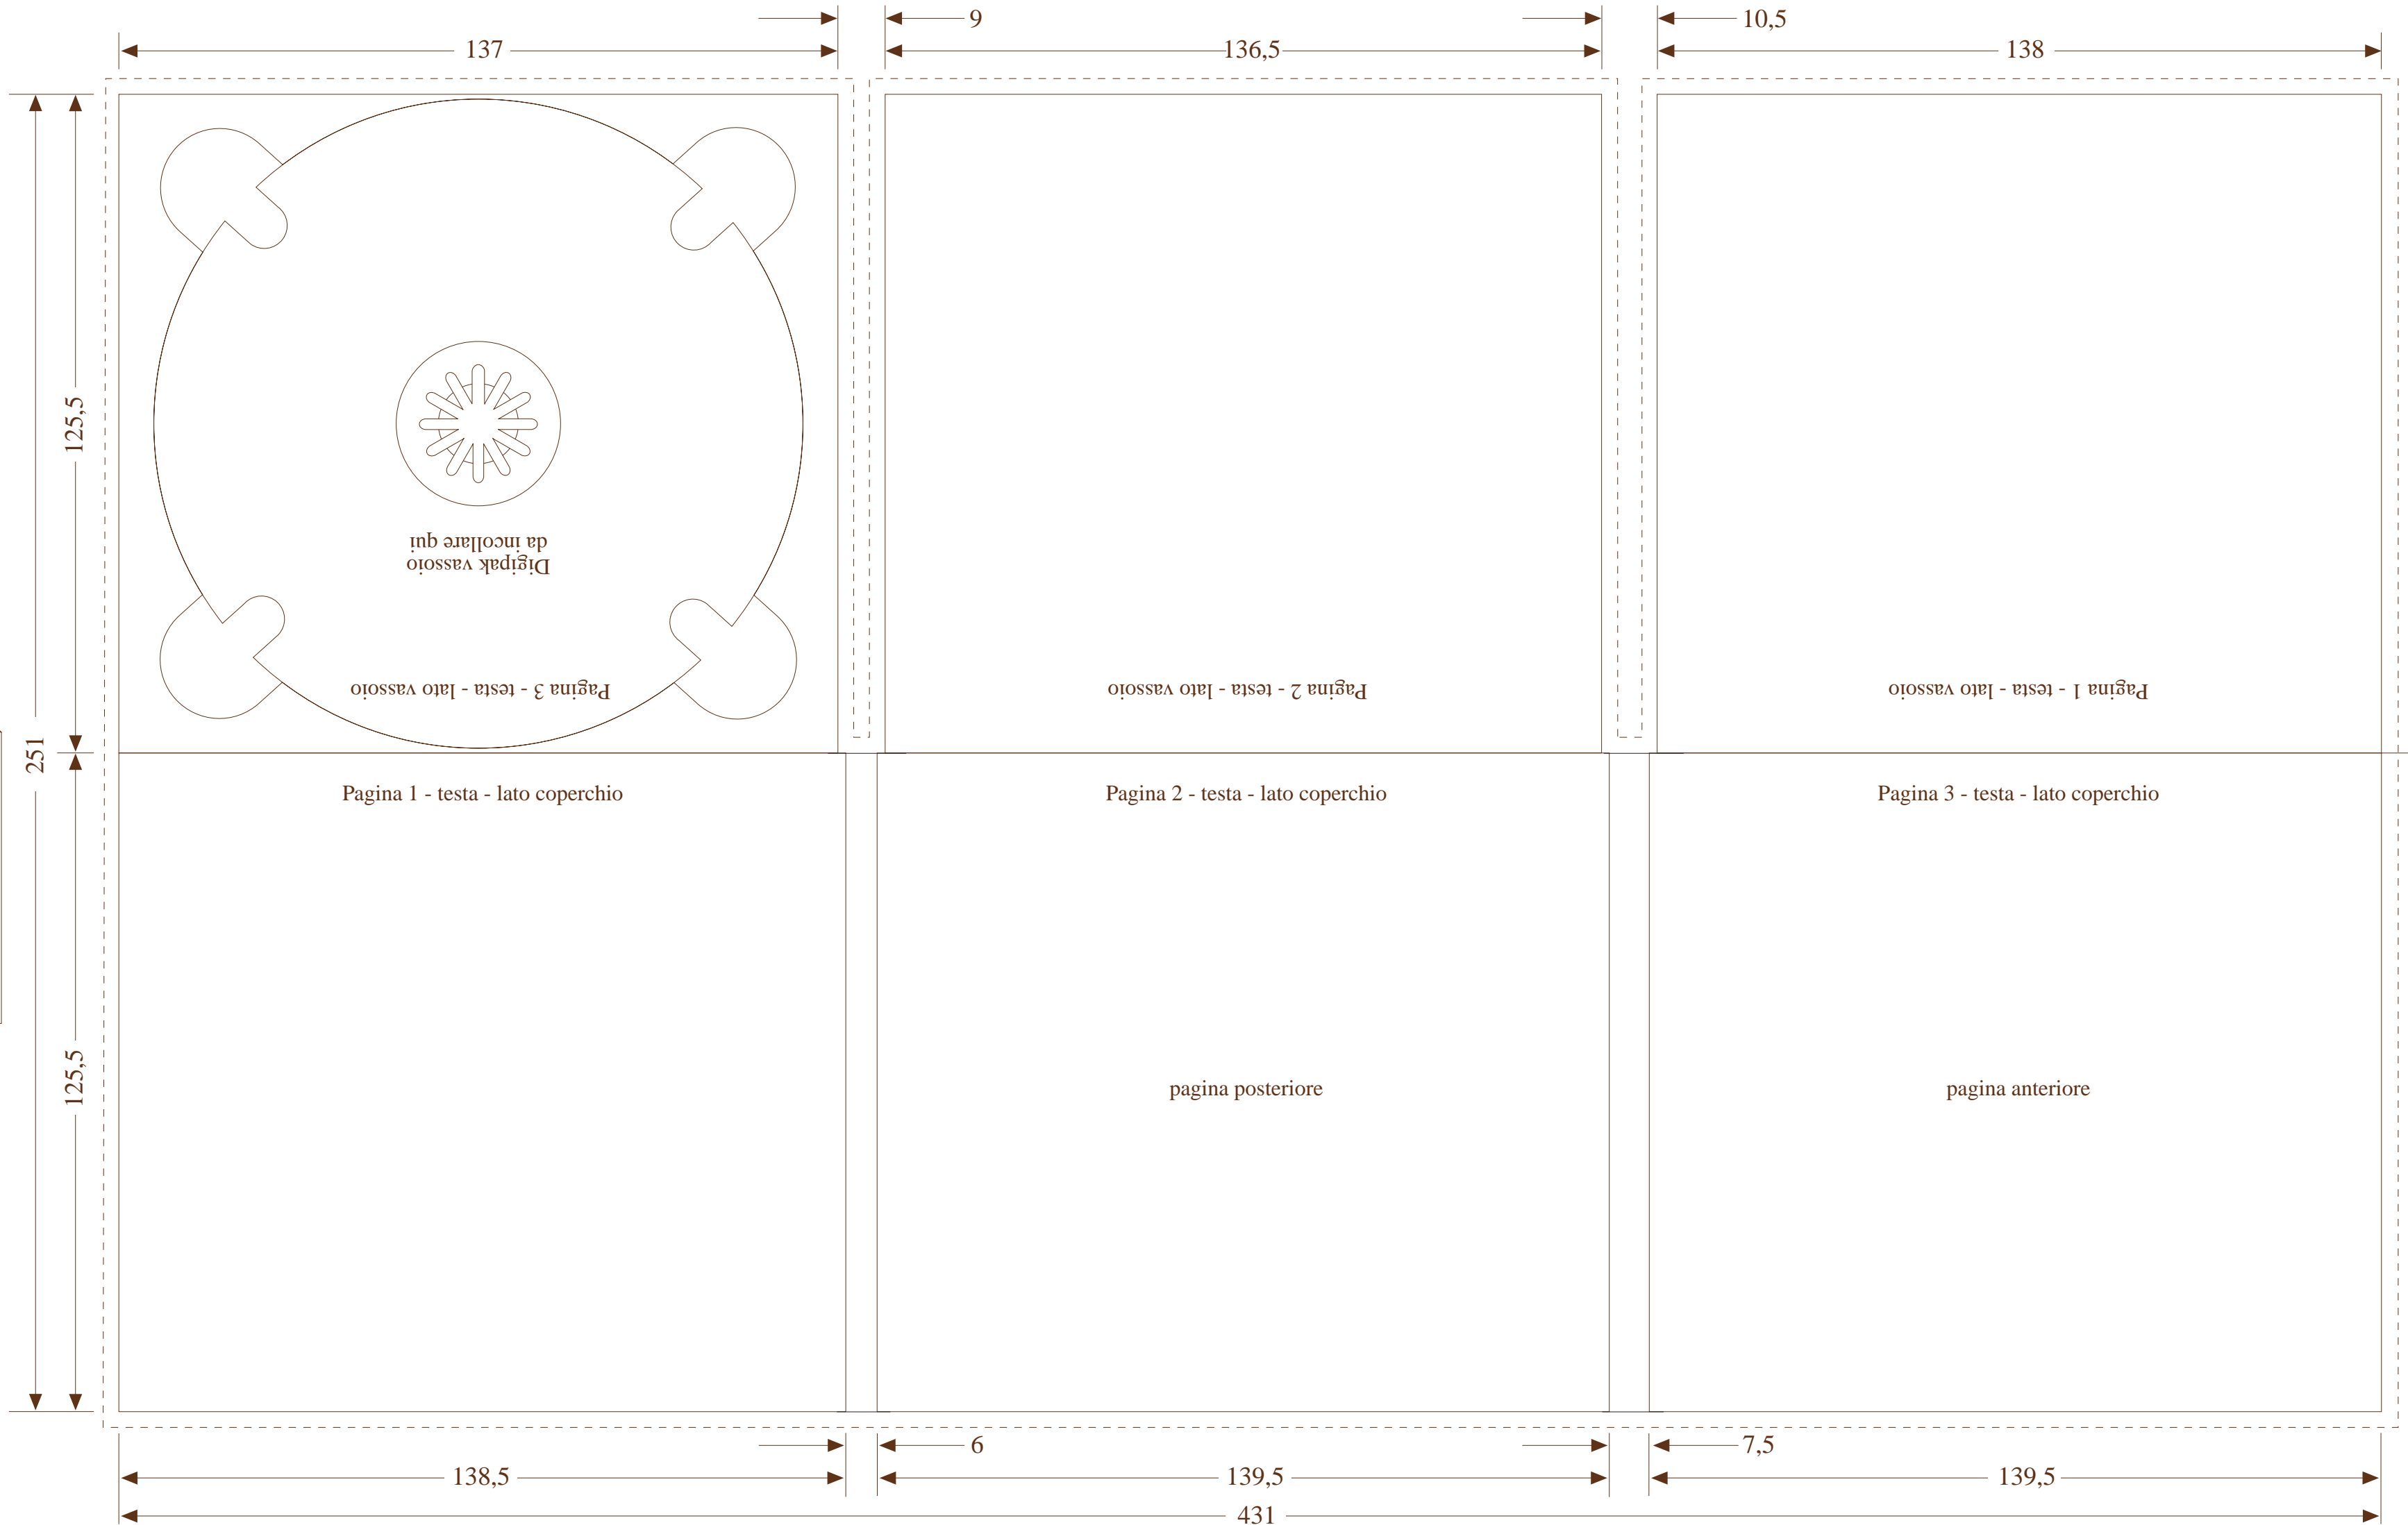 9
10,5
137
136,5
138
125,5
251
Digipak vassoio
da incollare qui
Pagina 3 - testa - lato vassoio
Pagina 2 - testa - lato vassoio
Pagina 1 - testa - lato vassoio
Pagina 1 - testa - lato coperchio
Pagina 2 - testa - lato coperchio
Pagina 3 - testa - lato coperchio
125,5
pagina posteriore
pagina anteriore
6
7,5
138,5
139,5
139,5
431